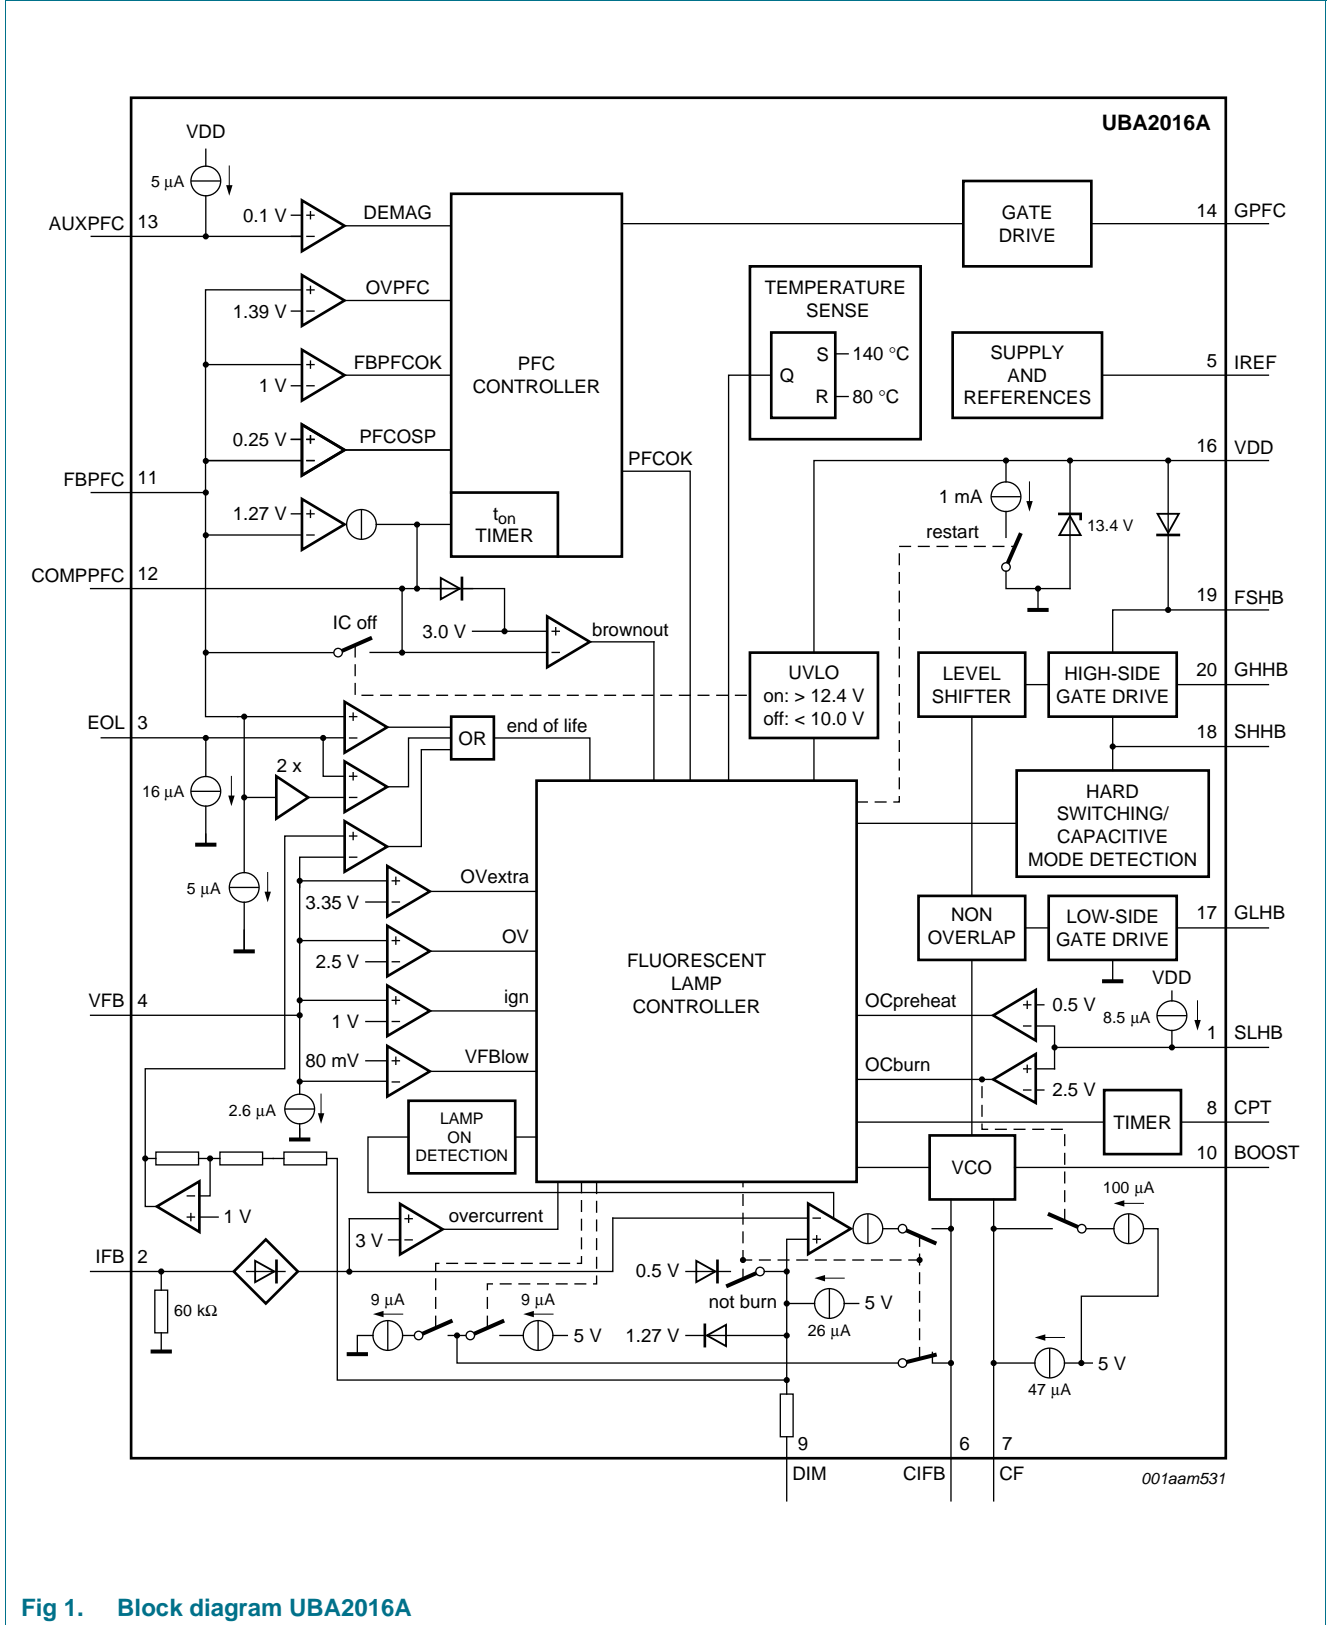 UBA2016A
VDD
5 μA
AUXPFC 13
0.1 V
DEMAG
GATE
DRIVE
14 GPFC
OVPFC
1.39 V
TEMPERATURE
SENSE
S 140 °C
Q
R 80 °C
FBPFCOK
1 V
PFC
CONTROLLER
SUPPLY
AND
REFERENCES
5 IREF
0.25 V
PFCOSP
PFCOK
16 VDD
FBPFC 11
1.27 V
ton
TIMER
1 mA
13.4 V
restart
COMPPFC 12
19 FSHB
IC off
3.0 V
brownout
UVLO
on: > 12.4 V
off: < 10.0 V
LEVEL
SHIFTER
HIGH-SIDE
GATE DRIVE
20 GHHB
EOL 3
OR
end of life
18 SHHB
2 x
16 μA
HARD
SWITCHING/
CAPACITIVE
MODE DETECTION
5 μA
OVextra
3.35 V
NON
OVERLAP
LOW-SIDE
GATE DRIVE
17 GLHB
OV
2.5 V
FLUORESCENT
LAMP
CONTROLLER
VDD
VFB 4
ign
1 V
OCpreheat
0.5 V
8.5 μA
1 SLHB
80 mV
VFBlow
OCburn
2.5 V
2.6 μA
LAMP
ON
DETECTION
TIMER
8 CPT
VCO
10 BOOST
1 V
overcurrent
3 V
100 μA
IFB 2
60 kΩ
0.5 V
not burn
9 μA
9 μA
5 V
1.27 V
26 μA
5 V
47 μA
5 V
9
6
7
DIM
CIFB
CF
001aam531
Fig 1. Block diagram UBA2016A